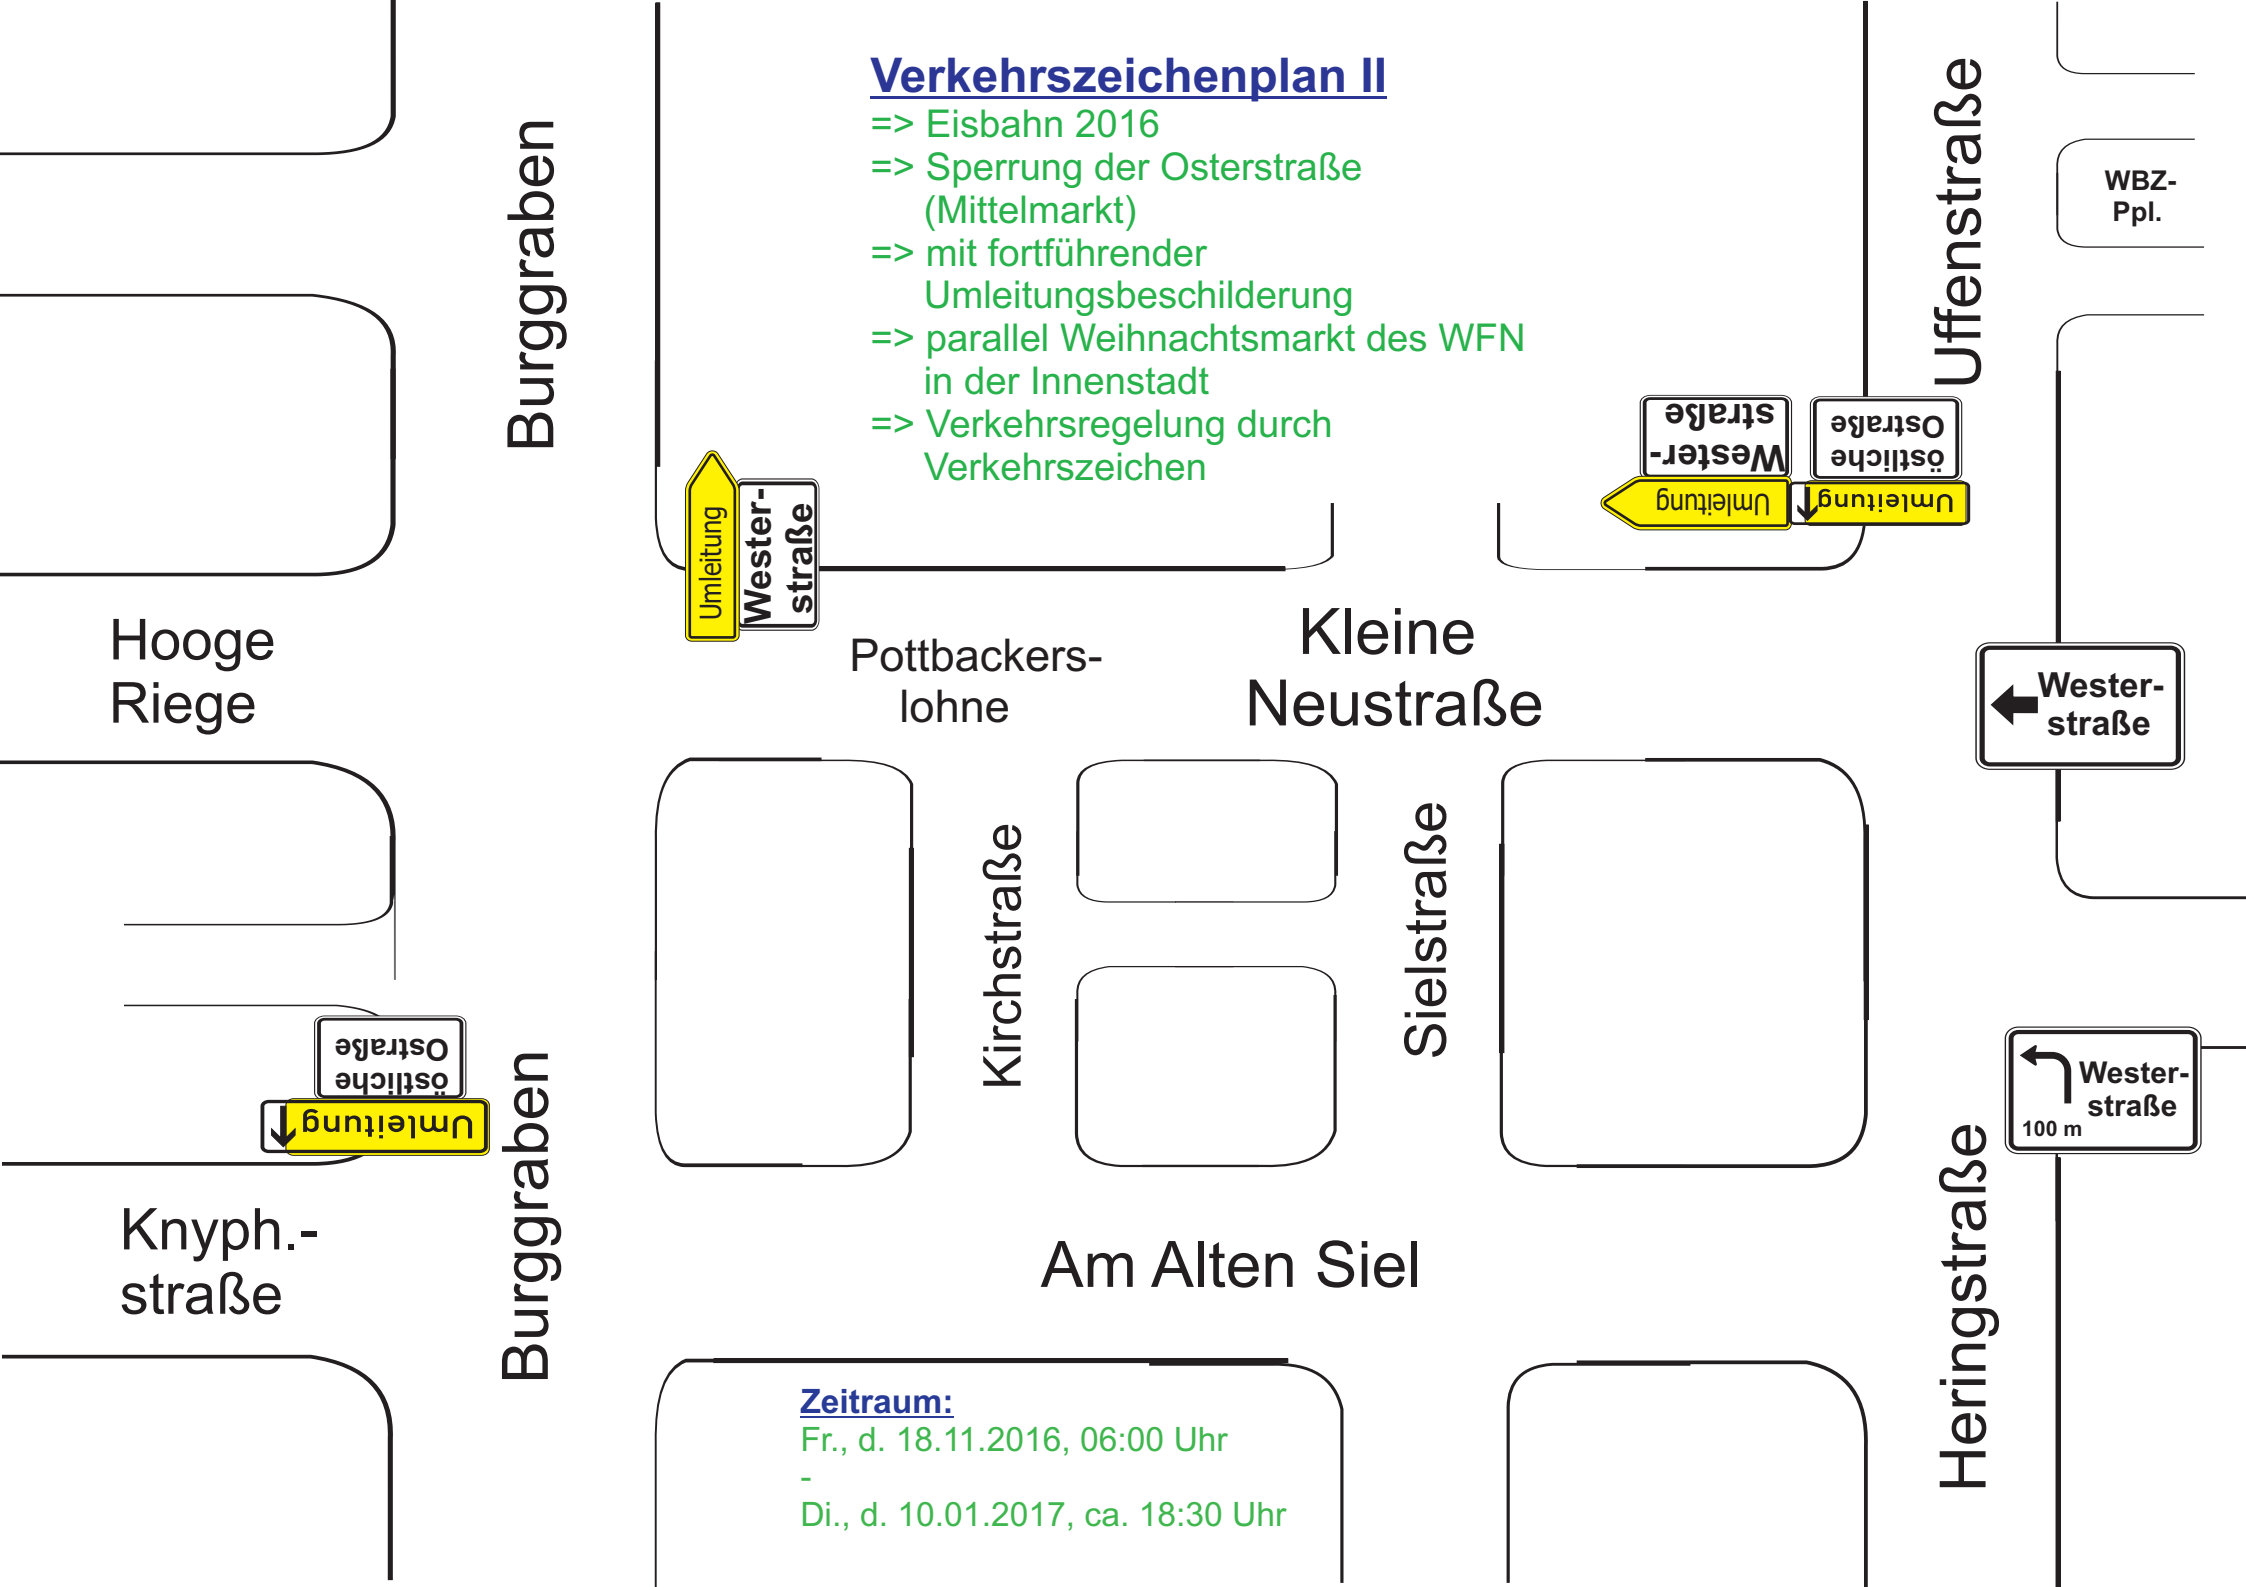 Verkehrszeichenplan II
=> Eisbahn 2016
=> Sperrung der Osterstraße
(Mittelmarkt)
=> mit fortführender
Umleitungsbeschilderung
=> parallel Weihnachtsmarkt des WFN
in der Innenstadt
=> Verkehrsregelung durch
Verkehrszeichen
Burggraben
Uffenstraße
WBZ-
Ppl.
Umleitung
Wester-
straße
Umleitung
Wester-
straße
Umleitung
östliche
Ostraße
Hooge
Riege
Pottbackers-
lohne
Kleine
Neustraße
Wester-
straße
Kirchstraße
Sielstraße
Umleitung
östliche
Ostraße
Burggraben
Wester-
straße
100 m
Heringstraße
Knyph.-
straße
Am Alten Siel
Zeitraum:
Fr., d. 18.11.2016, 06:00 Uhr
-
Di., d. 10.01.2017, ca. 18:30 Uhr